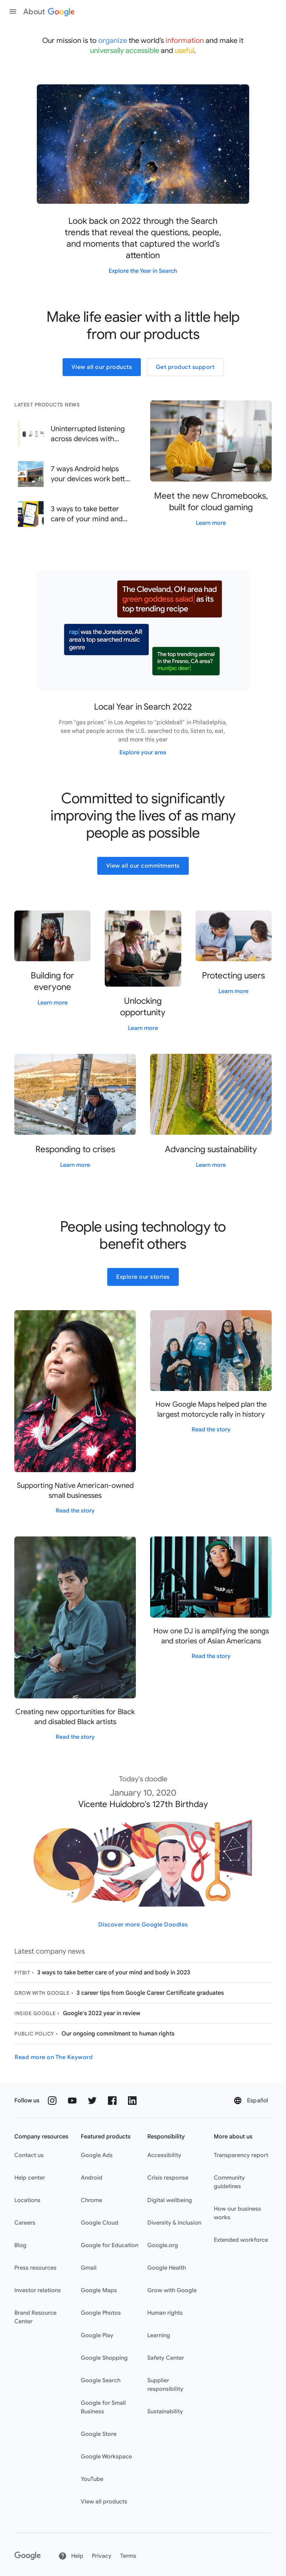 About Google
Our mission is to organize the world's information and make it
universally accessible and useful.
Look back on 2022 through the Search
trends that reveal the questions, people,
and moments that captured the world's
attention
Explore the Year in Search
Make life easier with a little help
from our products
View all our products
Get product support
LATEST PRODUCTS NEWS
Uninterrupted listening
across devices with...
7 ways Android helps
your devices work bett...
3 ways to take better
care of your mind and...
Meet the new Chromebooks,
built for cloud gaming
Learn more
The Cleveland, OH area had
green goddess salad as its
top trending recipe
rap was the Jonesboro, AR
area's top searched music
genre
The top trending animal
in the Fresno, CA area?
muntjac deer
Local Year in Search 2022
From "gas prices" in Los Angeles to "pickleball" in Philadelphia,
see what people across the U.S. searched to do, listen to, eat,
and more this year
Explore your area
Committed to significantly
improving the lives of as many
people as possible
View all our commitments
Building for
everyone
Learn more
Unlocking
opportunity
Learn more
Protecting users
Learn more
Responding to crises
Learn more
Advancing sustainability
Learn more
People using technology to
benefit others
Explore our stories
Supporting Native American-owned
small businesses
Read the story
How Google Maps helped plan the
largest motorcycle rally in history
Read the story
Creating new opportunities for Black
and disabled Black artists
Read the story
How one DJ is amplifying the songs
and stories of Asian Americans
Read the story
Today's doodle
January 10, 2020
Vicente Huidobro's 127th Birthday
Discover more Google Doodles
Latest company news
FITBIT • 3 ways to take better care of your mind and body in 2023
GROW WITH GOOGLE • 3 career tips from Google Career Certificate graduates
INSIDE GOOGLE • Google's 2022 year in review
PUBLIC POLICY • Our ongoing commitment to human rights
Read more on The Keyword
Follow us
Español
Company resources
Contact us
Help center
Locations
Careers
Blog
Press resources
Investor relations
Brand Resource
Center
Featured products
Google Ads
Android
Chrome
Google Cloud
Google for Education
Gmail
Google Maps
Google Photos
Google Play
Google Shopping
Google Search
Google for Small
Business
Google Store
Google Workspace
YouTube
View all products
Responsibility
Accessibility
Crisis response
Digital wellbeing
Diversity & inclusion
Google.org
Google Health
Grow with Google
Human rights
Learning
Safety Center
Supplier
responsibility
Sustainability
More about us
Transparency report
Community
guidelines
How our business
works
Extended workforce
Google
Help
Privacy
Terms